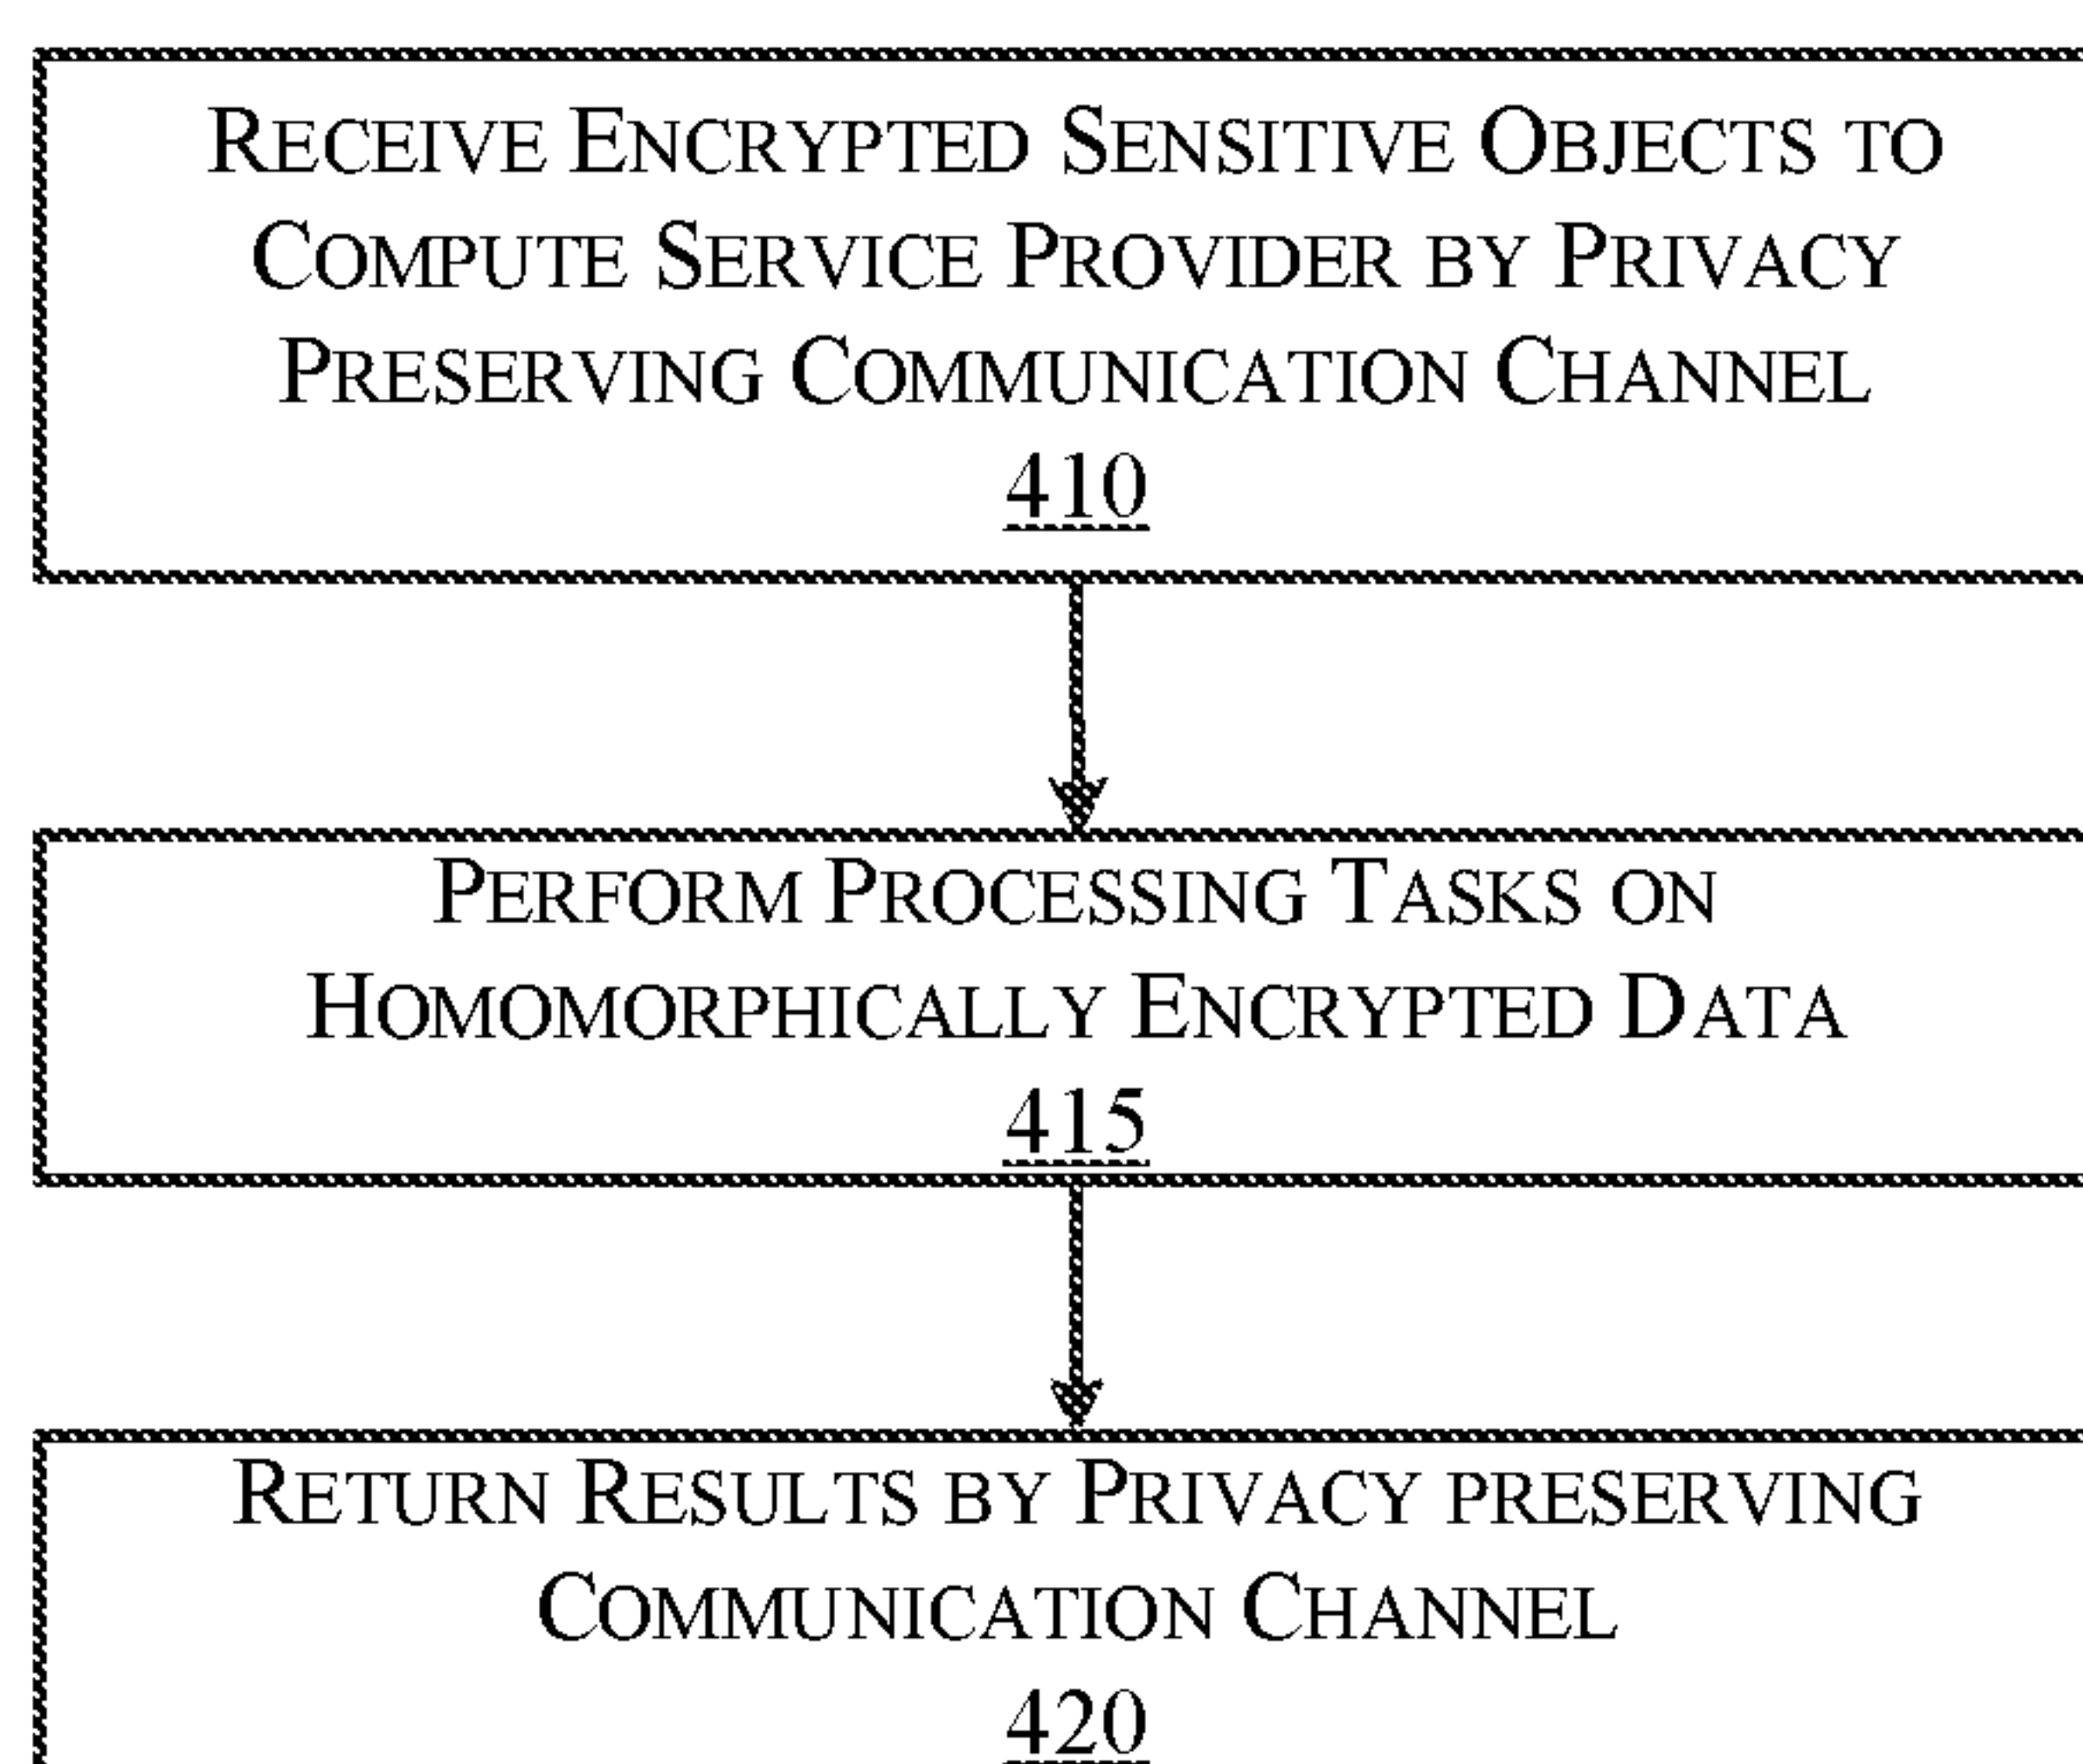 RECEIVE ENCRYPTED SENSITIVE OBJECTS TO
COMPUTE SERVICE PROVIDER BY PRIVACY
PRESERVING COMMUNICATION CHANNEL
410
PERFORM PROCESSING TASKS ON
HOMOMORPHICALLY ENCRYPTED DATA
415
RETURN RESULTS BY PRIVACY PRESERVING
COMMUNICATION CHANNEL
420